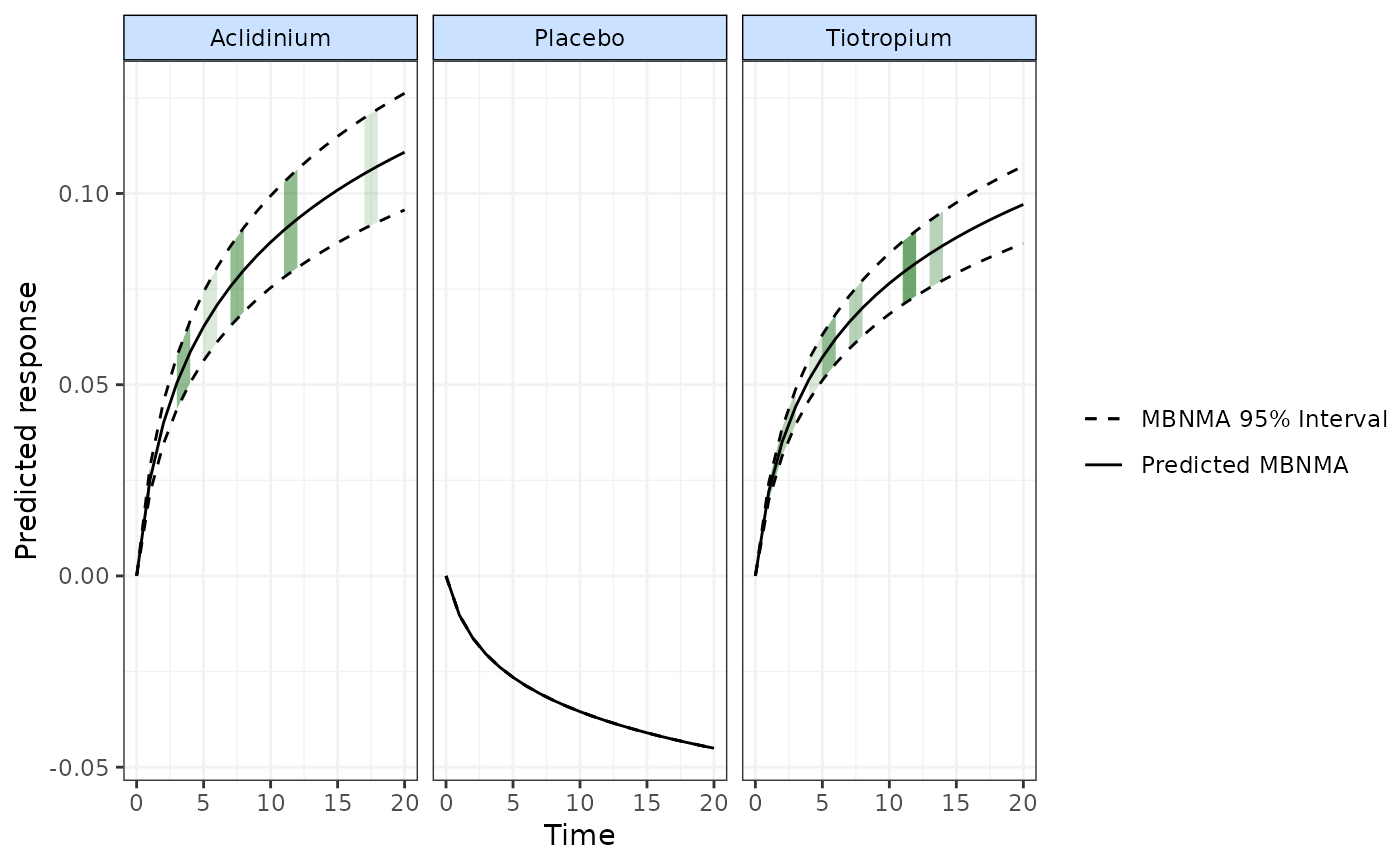 Aclidinium Placebo Tiotropium
0.10
0.05
0.00
-0.05
Predicted response
0 5 10 15 20 0 5 10 15 20 0 5 10 15 20
Time
MBNMA 95% Interval
Predicted MBNMA